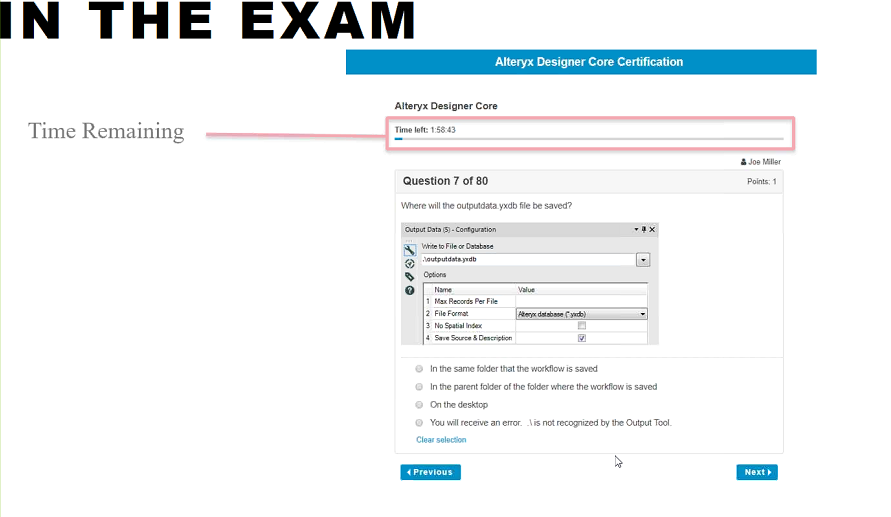 IN THE EXAM
Alteryx Designer Core Certification
Alteryx Designer Core
Time Remaining
Time left: 1:58:43
Joe Miller
Question 7 of 80
Points: 1
Where will the outputdata.yxdb file be saved?
Output Data (5) - Configuration
Write to File or Database
.\outputdata.yxdb
Options
Name Value
1 Max Records Per File
2 File Format Alteryx database (*.yxdb)
3 No Spatial Index
4 Save Source & Description
In the same folder that the workflow is saved
In the parent folder of the folder where the workflow is saved
On the desktop
You will receive an error. .\ is not recognized by the Output Tool.
Clear selection
Previous
Next